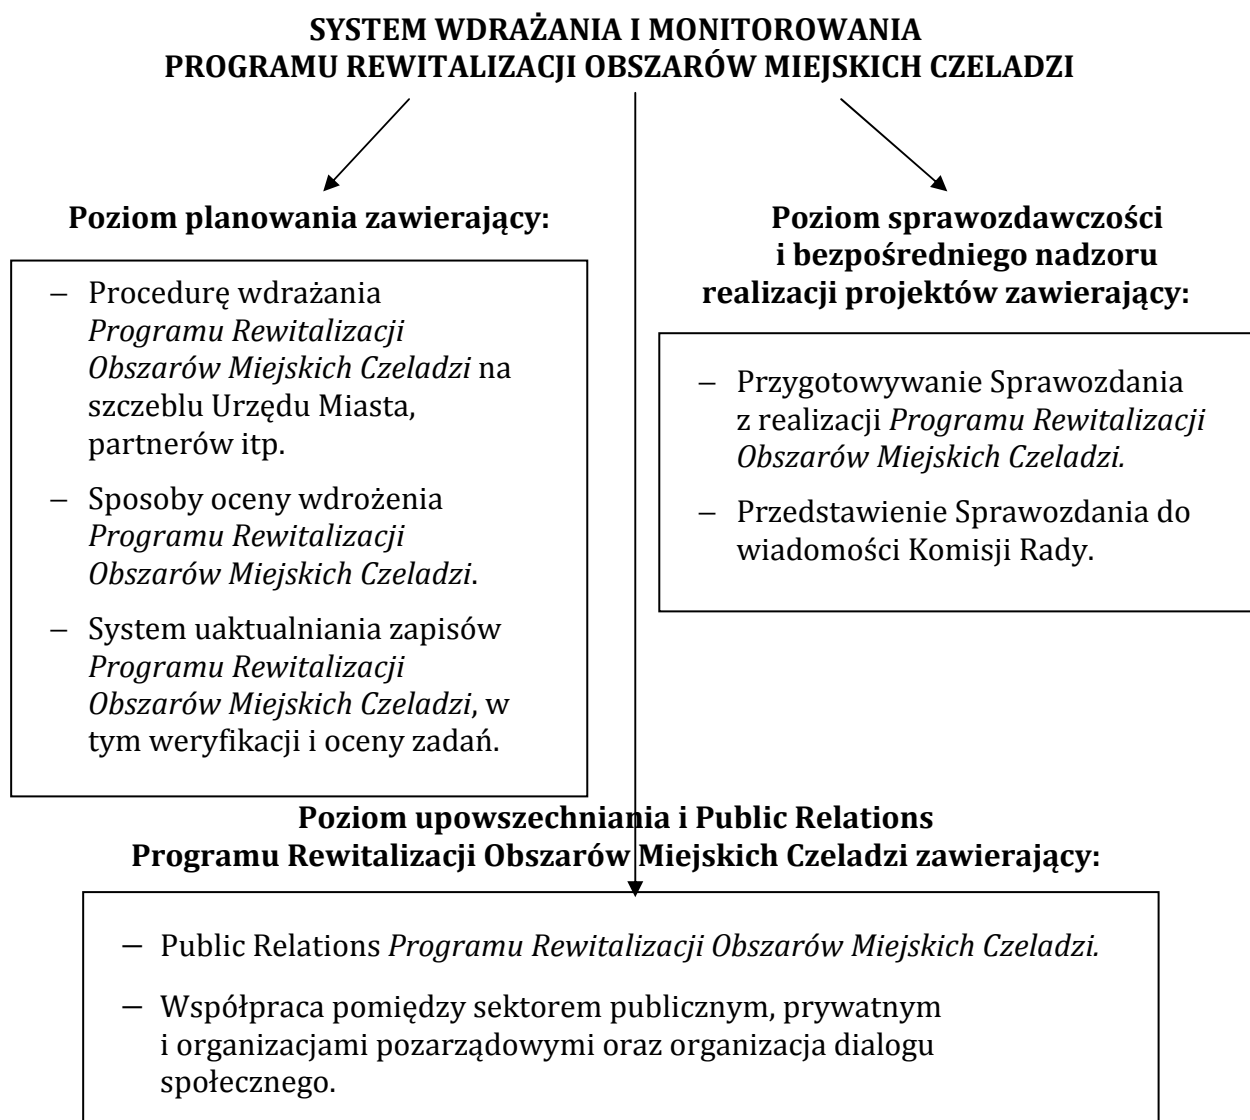 SYSTEM WDRAŻANIA I MONITOROWANIA
PROGRAMU REWITALIZACJI OBSZARÓW MIEJSKICH CZELADZI
Poziom planowania zawierający:
– Procedurę wdrażania
Programu Rewitalizacji
Obszarów Miejskich Czeladzi na
szczeblu Urzędu Miasta,
partnerów itp.
– Sposoby oceny wdrożenia
Programu Rewitalizacji
Obszarów Miejskich Czeladzi.
– System uaktualniania zapisów
Programu Rewitalizacji
Obszarów Miejskich Czeladzi, w
tym weryfikacji i oceny zadań.
Poziom sprawozdawczości
i bezpośredniego nadzoru
realizacji projektów zawierający:
– Przygotowywanie Sprawozdania
z realizacji Programu Rewitalizacji
Obszarów Miejskich Czeladzi.
– Przedstawienie Sprawozdania do
wiadomości Komisji Rady.
Poziom upowszechniania i Public Relations
Programu Rewitalizacji Obszarów Miejskich Czeladzi zawierający:
– Public Relations Programu Rewitalizacji Obszarów Miejskich Czeladzi.
– Współpraca pomiędzy sektorem publicznym, prywatnym
i organizacjami pozarządowymi oraz organizacja dialogu
społecznego.